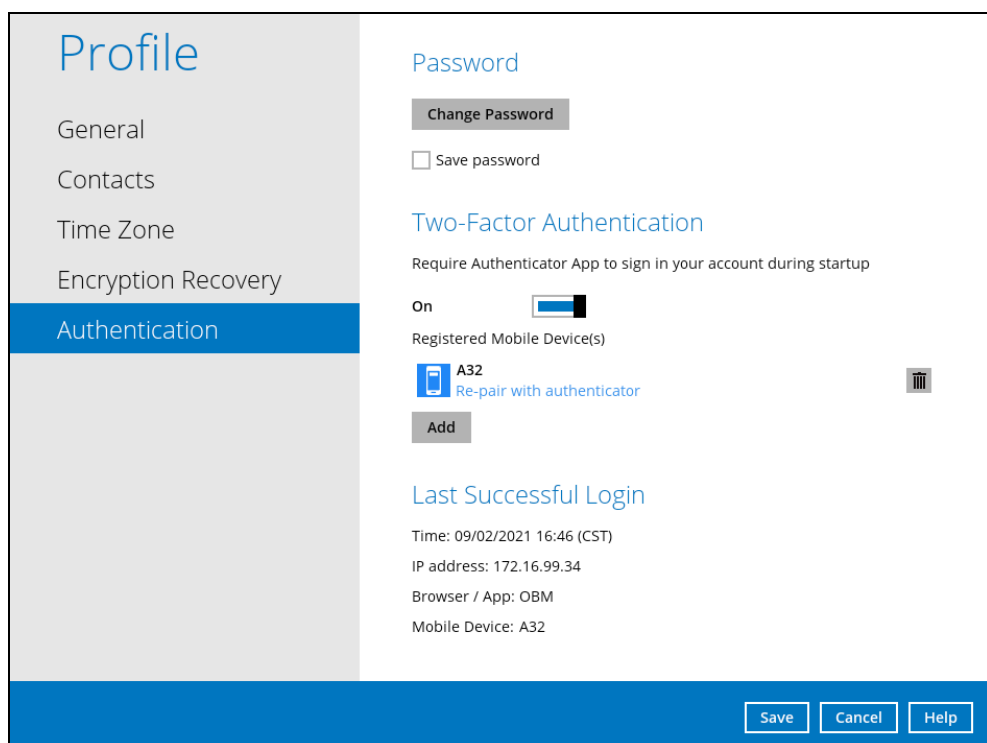 Profile
General
Contacts
Time Zone
Encryption Recovery
Authentication
Password
Change Password
Save password
Two-Factor Authentication
Require Authenticator App to sign in your account during startup
On
Registered Mobile Device(s)
A32
Re-pair with authenticator
Add
Last Successful Login
Time: 09/02/2021 16:46 (CST)
IP address: 172.16.99.34
Browser / App: OBM
Mobile Device: A32
Save Cancel Help